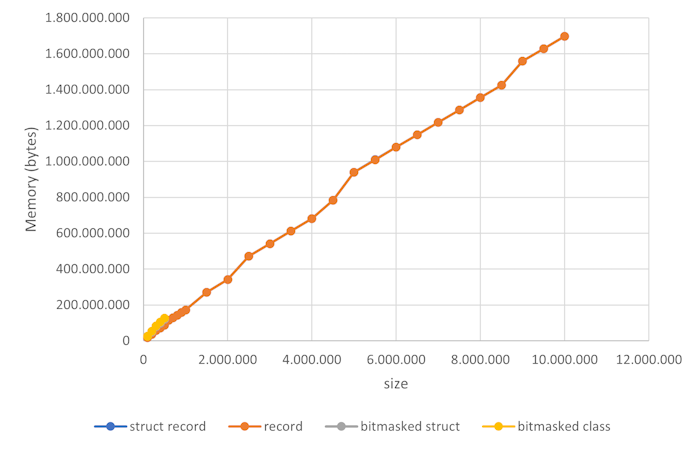 1.800.000.000
1.600.000.000
1.400.000.000
1.200.000.000
1.000.000.000
800.000.000
600.000.000
400.000.000
200.000.000
0
Memory (bytes)
0 2.000.000 4.000.000 6.000.000 8.000.000 10.000.000 12.000.000
size
struct record record bitmasked struct bitmasked class